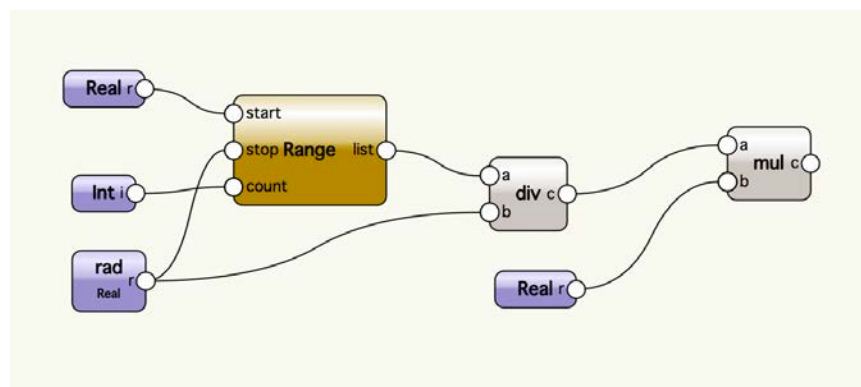 Real r
start
stop Range list
count
Int i
rad
r
Real
a
div c
b
Real r
a
mul c
b